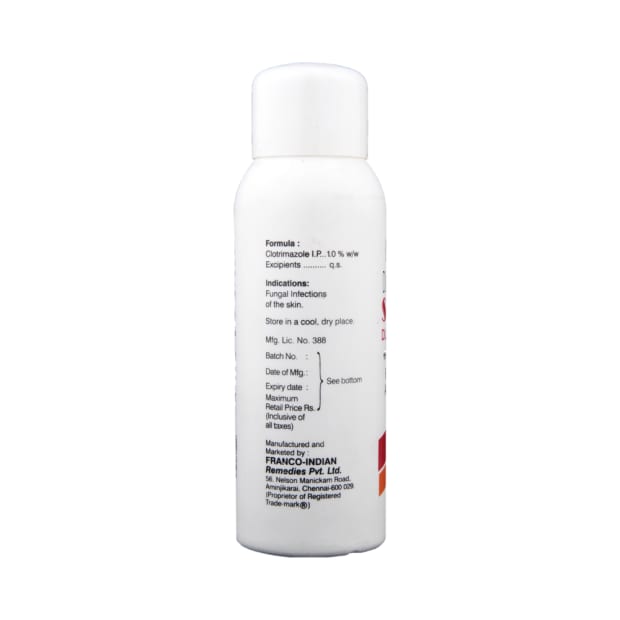 Formula :
Clotrimazole I.P...1.0 % w/w
Excipients .......... q.s.
Indications:
Fungal Infections
of the skin.
Store in a cool, dry place.
Mfg. Lic. No. 388
Batch No. :
Date of Mfg.:
Expiry date :
See bottom
Maximum
Retail Price Rs.
(Inclusive of
all taxes)
Manufactured and
Marketed by :
FRANCO-INDIAN
Remedies Pvt. Ltd.
56, Nelson Manickam Road,
Aminjikarai, Chennai-600 029.
(Proprietor of Registered
Trade-mark®)